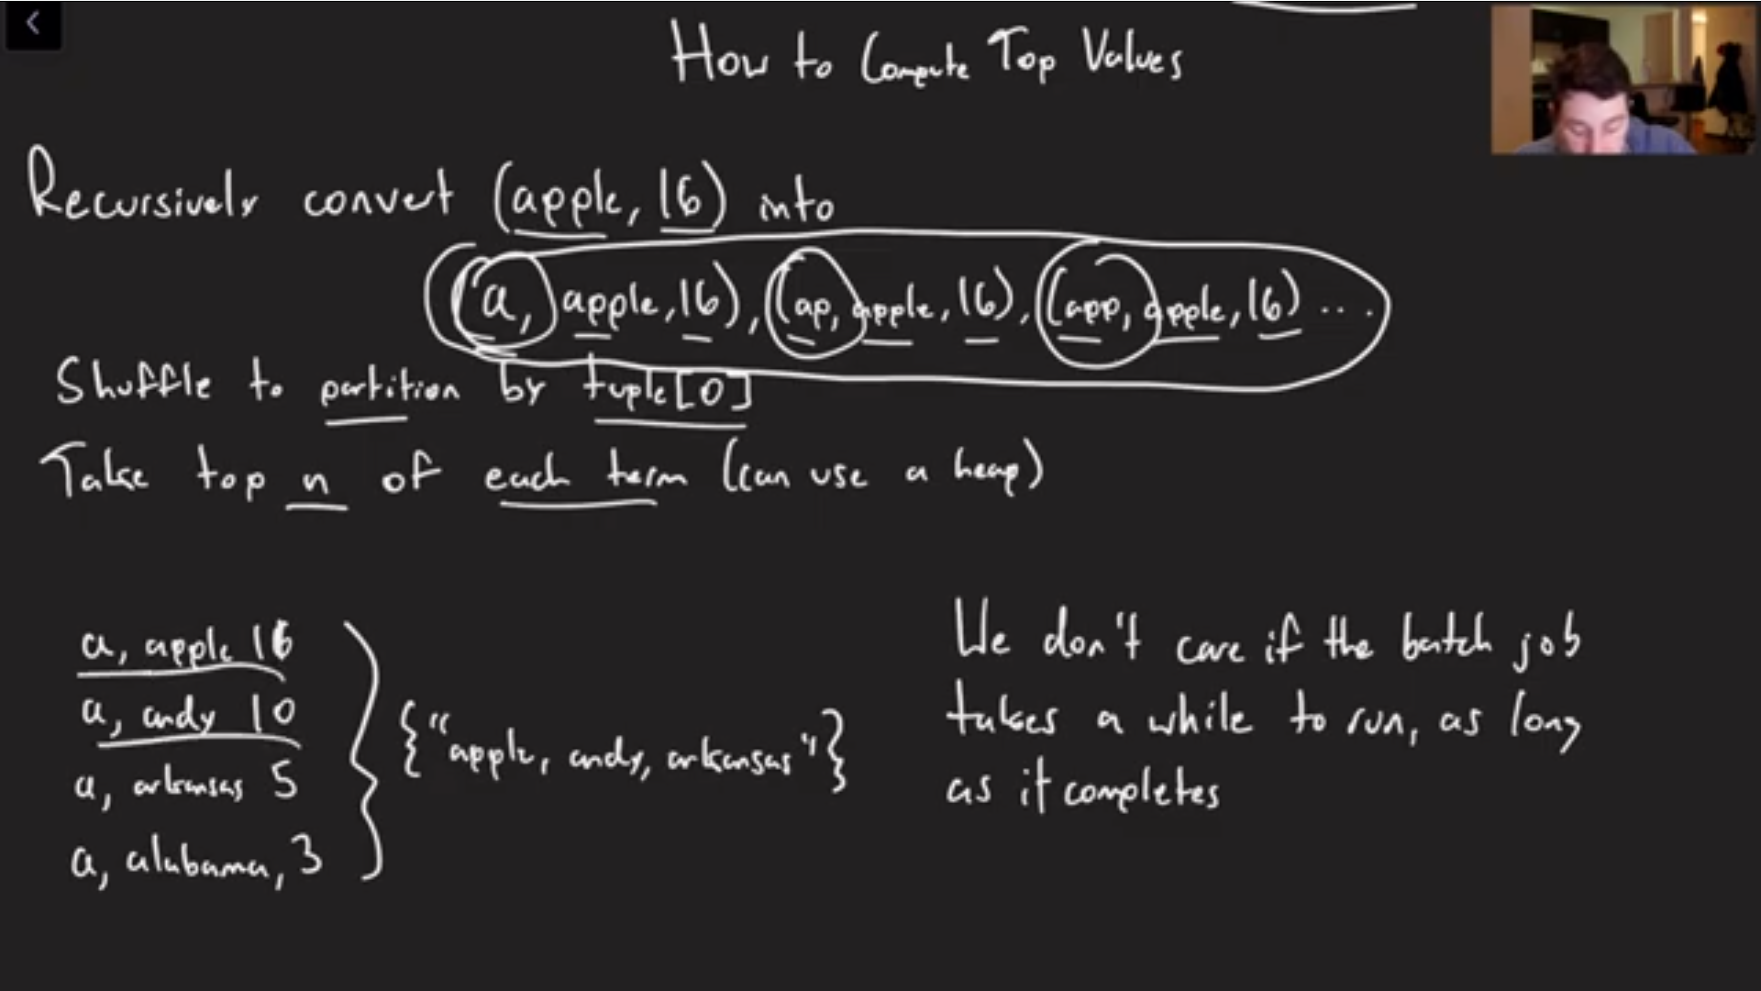 How to Compute Top Values
Recursively convert (apple, 16) into
(a, apple, 16), (ap, apple, 16), (app, apple, 16) ...
Shuffle to partition by tuple[0]
Take top n of each term (can use a heap)
a, apple 16
a, andy 10
a, arkansas 5
a, alabama, 3
{"apple, andy, arkansas"}
We don't care if the batch job
takes a while to run, as long
as it completes